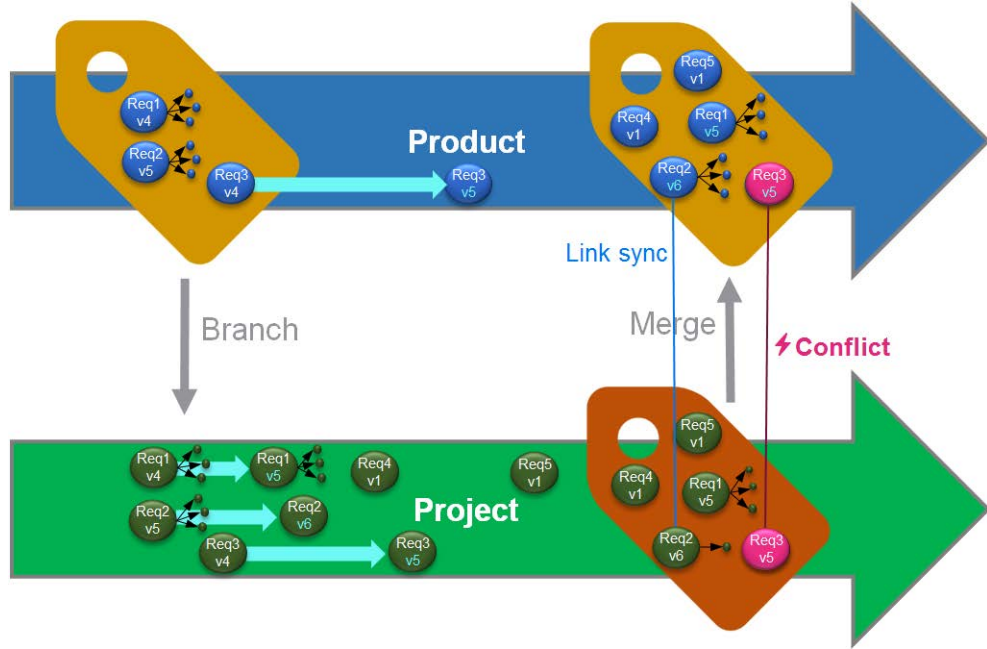 Req1
v4
Req2
v5
Req3
v4
Product
Req3
v5
Req5
v1
Req4
v1
Req1
v5
Req2
v6
Req3
v5
Link sync
Branch
Merge
Conflict
Req1
v4
Req1
v5
Req4
v1
Req5
v1
Req2
v5
Req2
v6
Project
Req3
v4
Req3
v5
Req5
v1
Req4
v1
Req1
v5
Req2
v6
Req3
v5